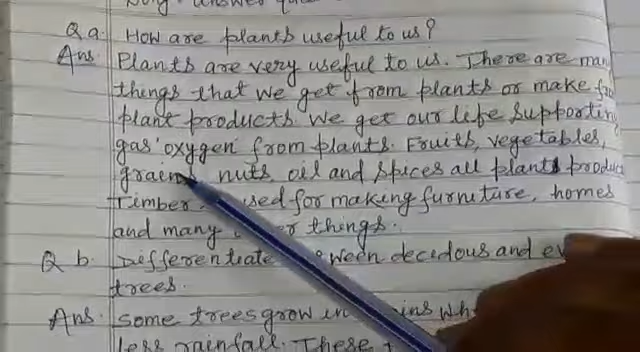 Long answer
Q a. How are plants useful to us?
Ans. Plants are very useful to us. There are
things that we get from plants or make
plant products. We get our life supporting
gas 'oxygen' from plants. Fruits, vegetables,
grain nuts, oil and spices all plants
Timber used for making furniture, homes
and many things.
Q b. Differentiate decidous and
trees.
Ans. Some trees grow in
less rainfall. These